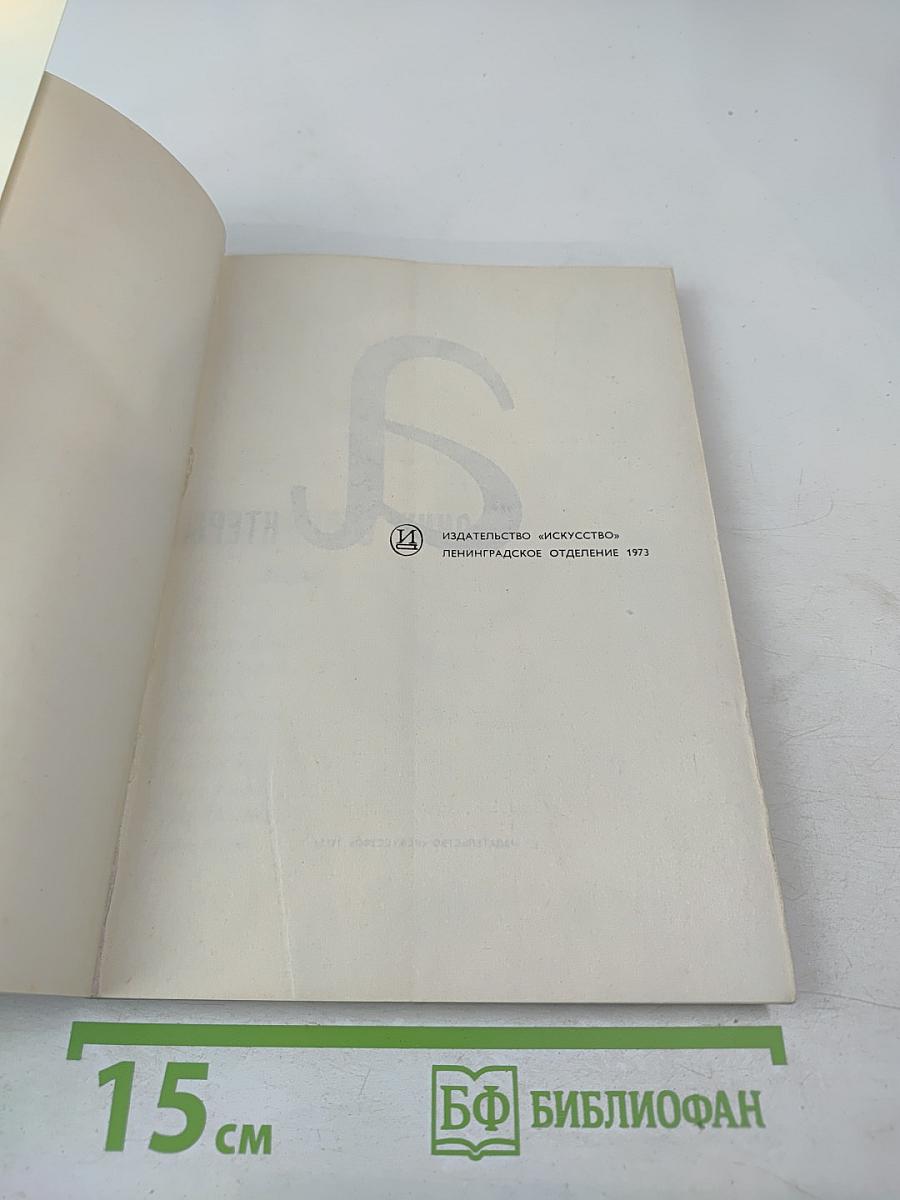 И
ИЗДАТЕЛЬСТВО «ИСКУССТВО»
ЛЕНИНГРАДСКОЕ ОТДЕЛЕНИЕ 1973
15 СМ
БФ БИБЛИОФАН